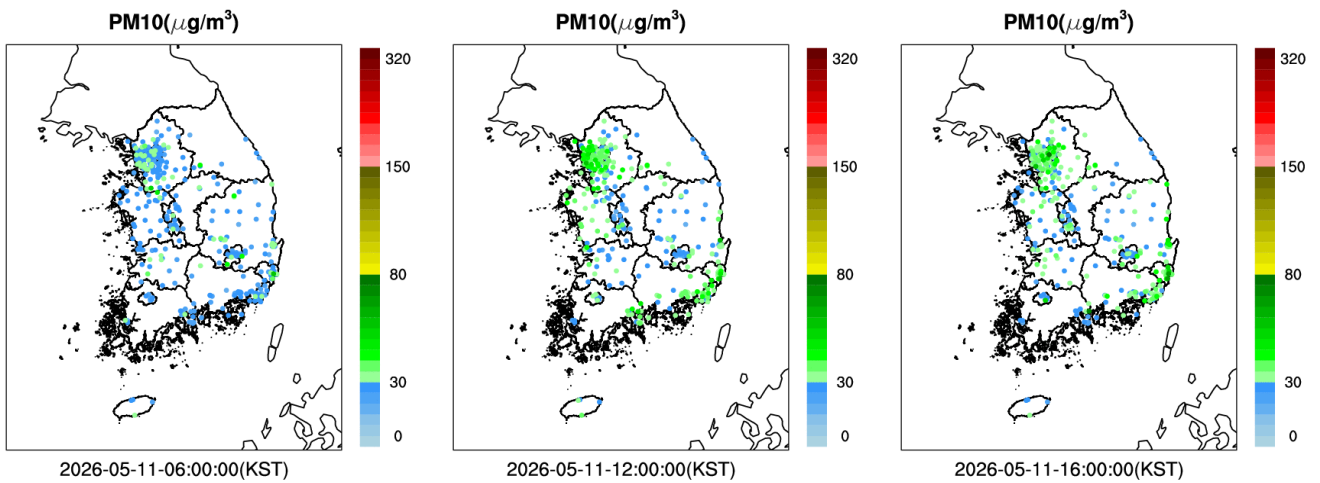 PM10(μg/m³) PM10(μg/m³) PM10(μg/m³)
320 320 320
150 150 150
80 80 80
30 30 30
0 0 0
2026-05-11-06:00:00(KST) 2026-05-11-12:00:00(KST) 2026-05-11-16:00:00(KST)